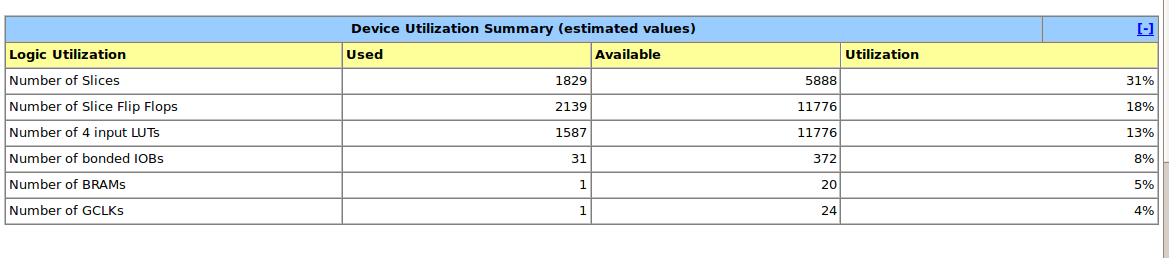 Device Utilization Summary (estimated values) [-]
Logic Utilization Used Available Utilization
Number of Slices 1829 5888 31%
Number of Slice Flip Flops 2139 11776 18%
Number of 4 input LUTs 1587 11776 13%
Number of bonded IOBs 31 372 8%
Number of BRAMs 1 20 5%
Number of GCLKs 1 24 4%